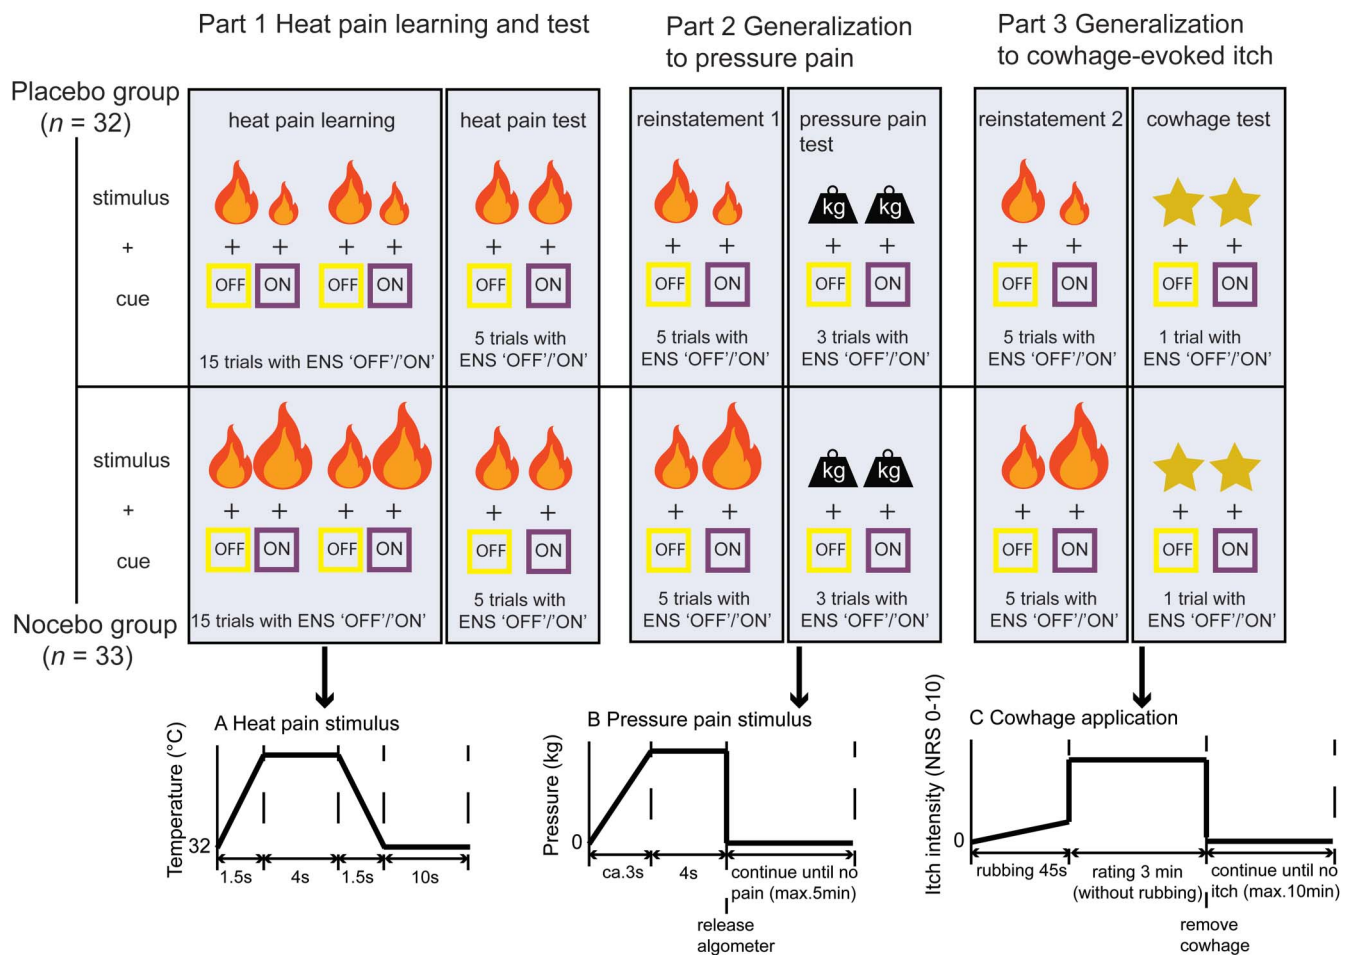 Part 1 Heat pain learning and test
Part 2 Generalization
to pressure pain
Part 3 Generalization
to cowhage-evoked itch
Placebo group
(n = 32)
stimulus
+
cue
heat pain learning
+ + + +
OFF ON OFF ON
15 trials with ENS ‘OFF’/’ON’
heat pain test
+ +
OFF ON
5 trials with
ENS ‘OFF’/’ON’
reinstatement 1
+ +
OFF ON
5 trials with
ENS ‘OFF’/’ON’
pressure pain
test
kg kg
+ +
OFF ON
3 trials with
ENS ‘OFF’/’ON’
reinstatement 2
+ +
OFF ON
5 trials with
ENS ‘OFF’/’ON’
cowhage test
+ +
OFF ON
1 trial with
ENS ‘OFF’/’ON’
stimulus
+
cue
Nocebo group
(n = 33)
+ + + +
OFF ON OFF ON
15 trials with ENS ‘OFF’/’ON’
+ +
OFF ON
5 trials with
ENS ‘OFF’/’ON’
+ +
OFF ON
5 trials with
ENS ‘OFF’/’ON’
kg kg
+ +
OFF ON
3 trials with
ENS ‘OFF’/’ON’
+ +
OFF ON
5 trials with
ENS ‘OFF’/’ON’
+ +
OFF ON
1 trial with
ENS ‘OFF’/’ON’
A Heat pain stimulus
Temperature (°C)
32
1.5s 4s 1.5s 10s
B Pressure pain stimulus
Pressure (kg)
0
ca.3s 4s continue until no
pain (max.5min)
release
algometer
C Cowhage application
Itch intensity (NRS 0-10)
0
rubbing 45s rating 3 min
(without rubbing)
continue until no
itch (max.10min)
remove
cowhage